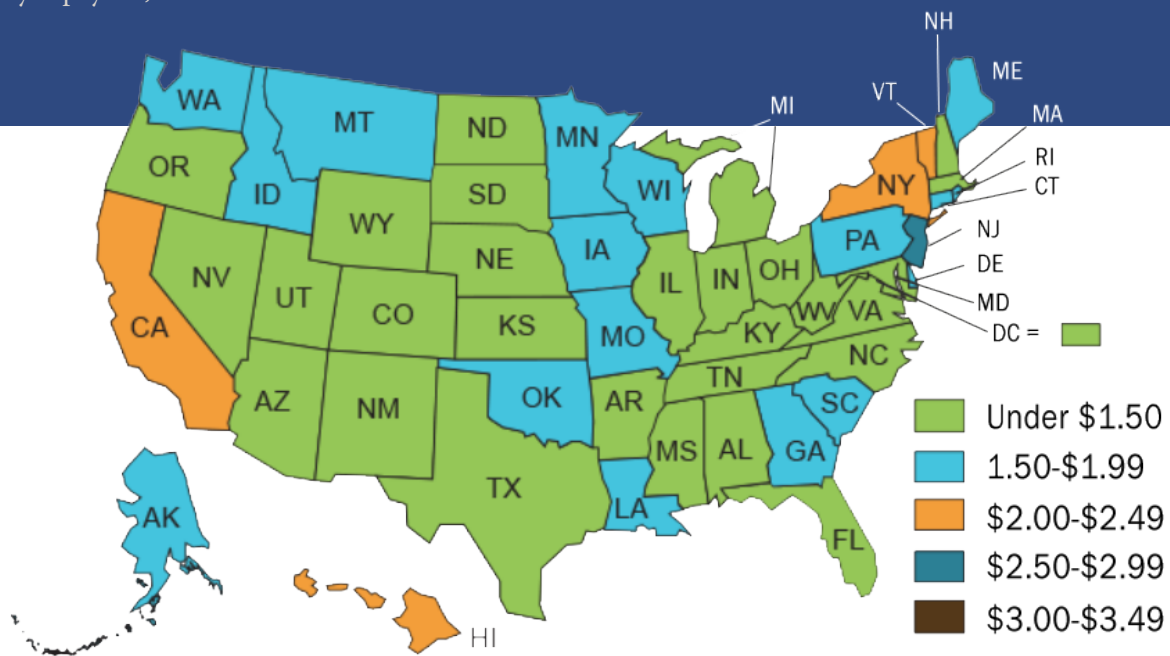 NH
ME
VT
MI
MA
WA
MT
ND
MN
OR
ID
SD
WI
NY
RI
CT
WY
IA
PA
NJ
NE
NV
UT
CO
IL
IN
OH
DE
MD
WV
VA
KS
MO
KY
DC =
CA
NC
TN
AZ
NM
OK
AR
SC
Under $1.50
MS
AL
GA
1.50-$1.99
TX
LA
AK
$2.00-$2.49
FL
$2.50-$2.99
$3.00-$3.49
HI